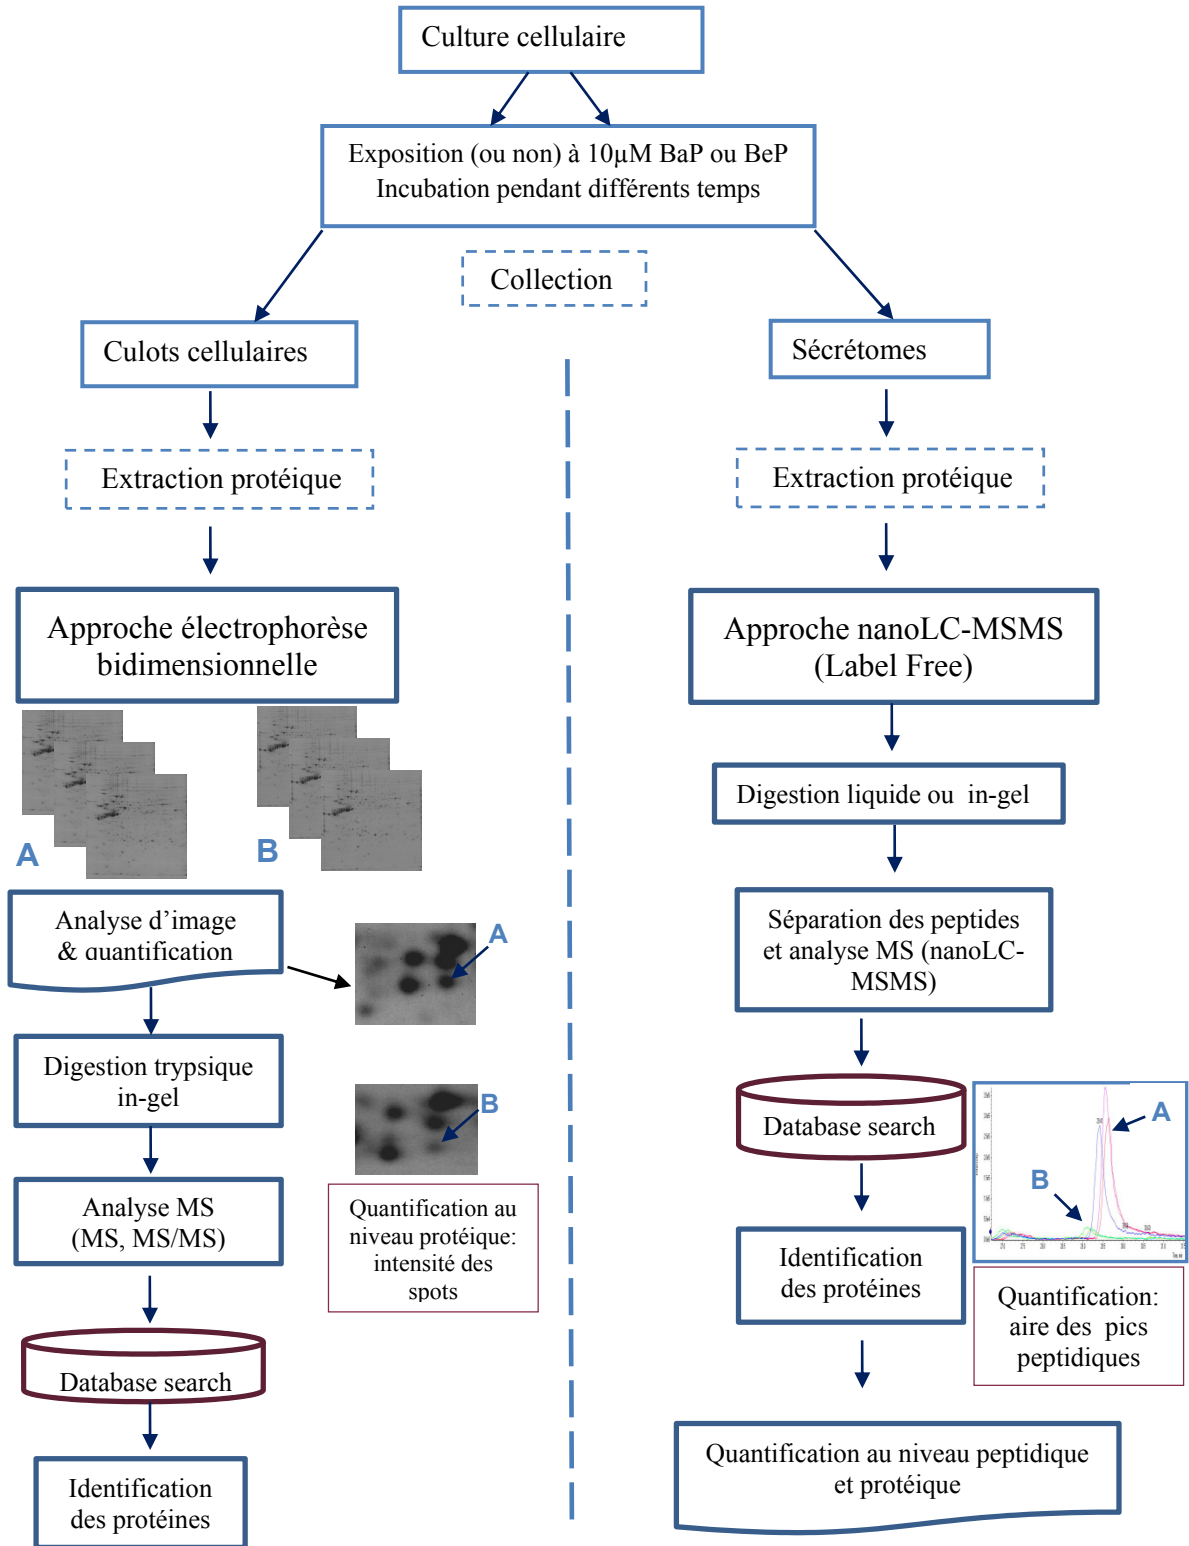 Culture cellulaire
Exposition (ou non) à 10µM BaP ou BeP
Incubation pendant différents temps
Collection
Culots cellulaires
Extraction protéique
Approche électrophorèse
bidimensionnelle
A
B
Analyse d'image
& quantification
A
B
Quantification au
niveau protéique:
intensité des
spots
Digestion trypsique
in-gel
Analyse MS
(MS, MS/MS)
Database search
Identification
des protéines
Sécrétomes
Extraction protéique
Approche nanoLC-MSMS
(Label Free)
Digestion liquide ou in-gel
Séparation des peptides
et analyse MS (nanoLC-
MSMS)
Database search
A
B
Identification
des protéines
Quantification:
aire des pics
peptidiques
Quantification au niveau peptidique
et protéique